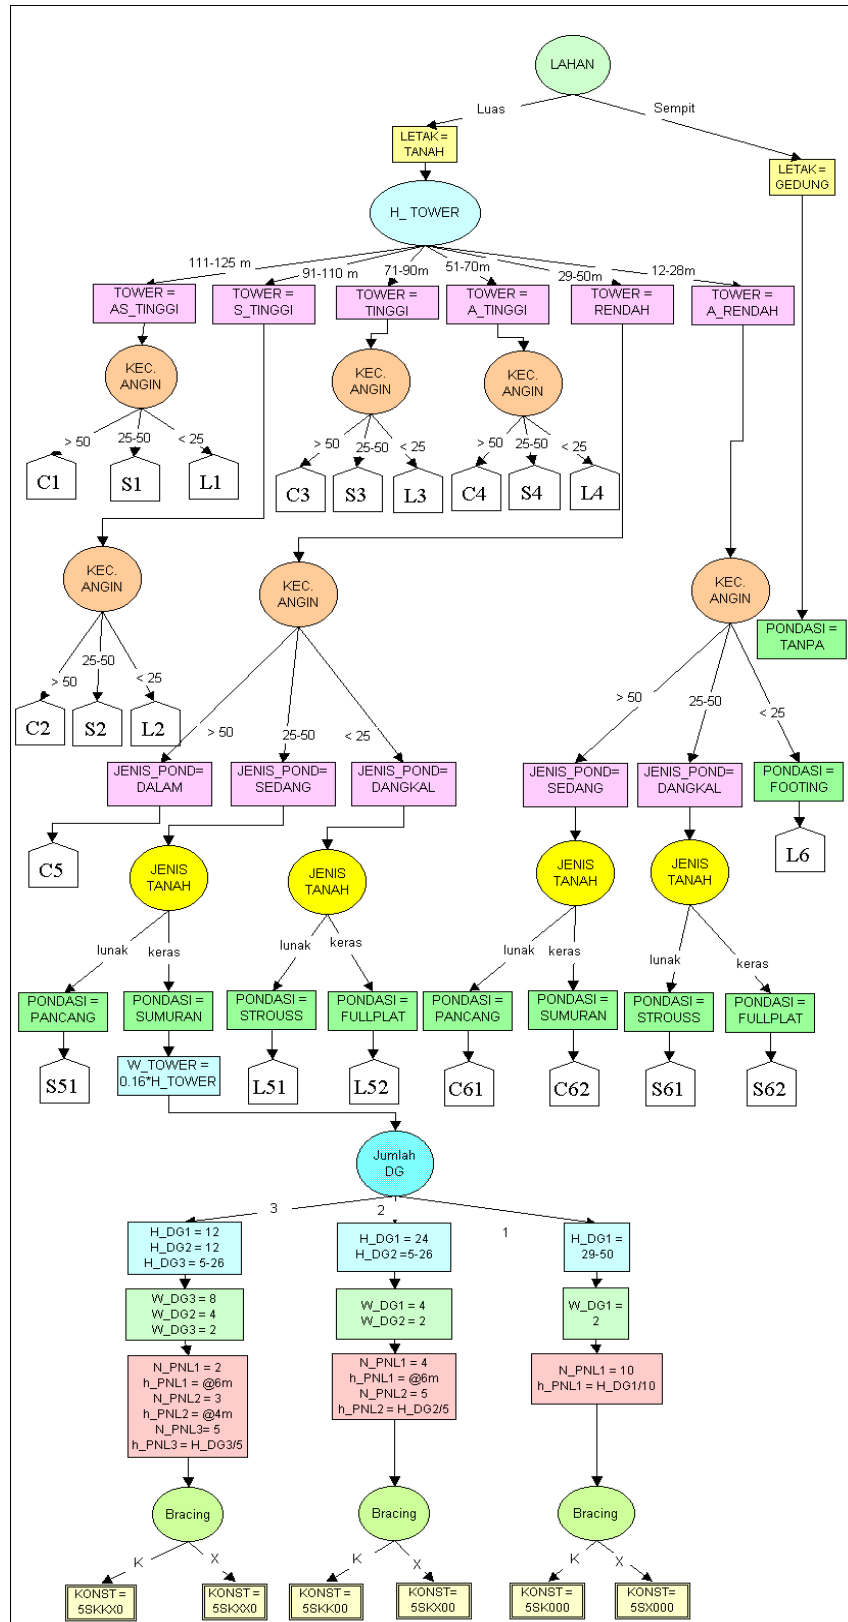 LAHAN
Luas
Sempit
LETAK =
TANAH
LETAK =
GEDUNG
H_ TOWER
111-125 m
91-110 m
71-90m
51-70m
29-50m
12-28m
TOWER =
AS_TINGGI
TOWER =
S_TINGGI
TOWER =
TINGGI
TOWER =
A_TINGGI
TOWER =
RENDAH
TOWER =
A_RENDAH
KEC.
ANGIN
KEC.
ANGIN
KEC.
ANGIN
> 50
25-50
< 25
> 50
25-50
< 25
> 50
25-50
< 25
C1
S1
L1
C3
S3
L3
C4
S4
L4
KEC.
ANGIN
KEC.
ANGIN
KEC.
ANGIN
PONDASI =
TANPA
> 50
25-50
< 25
C2
S2
L2
> 50
25-50
< 25
> 50
25-50
< 25
JENIS_POND=
DALAM
JENIS_POND=
SEDANG
JENIS_POND=
DANGKAL
JENIS_POND=
SEDANG
JENIS_POND=
DANGKAL
PONDASI =
FOOTING
C5
L6
JENIS
TANAH
JENIS
TANAH
JENIS
TANAH
JENIS
TANAH
lunak
keras
lunak
keras
lunak
keras
lunak
keras
PONDASI =
PANCANG
PONDASI =
SUMURAN
PONDASI =
STROUSS
PONDASI =
FULLPLAT
PONDASI =
PANCANG
PONDASI =
SUMURAN
PONDASI =
STROUSS
PONDASI =
FULLPLAT
S51
W_TOWER =
0.16*H_TOWER
L51
L52
C61
C62
S61
S62
Jumlah
DG
3
2
1
H_DG1 = 12
H_DG2 = 12
H_DG3 = 5-26
H_DG1 = 24
H_DG2 =5-26
H_DG1 =
29-50
W_DG3 = 8
W_DG2 = 4
W_DG3 = 2
W_DG1 = 4
W_DG2 = 2
W_DG1 =
2
N_PNL1 = 2
h_PNL1 = @6m
N_PNL2 = 3
h_PNL2 = @4m
N_PNL3= 5
h_PNL3 = H_DG3/5
N_PNL1 = 4
h_PNL1 = @6m
N_PNL2 = 5
h_PNL2 = H_DG2/5
N_PNL1 = 10
h_PNL1 = H_DG1/10
Bracing
Bracing
Bracing
K
X
K
X
K
X
KONST =
5SKKX0
KONST=
5SKXX0
KONST =
5SKK00
KONST=
5SKX00
KONST =
5SK000
KONST=
5SX000